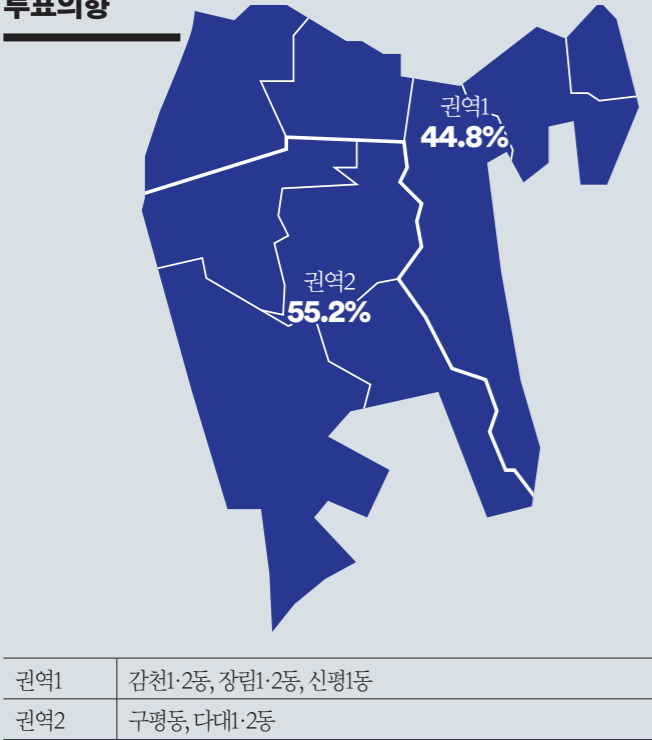 투표의향
권역1
44.8%
권역2
55.2%
권역1 감천1·2동, 장림1·2동, 신평1동
권역2 구평동, 다대1·2동